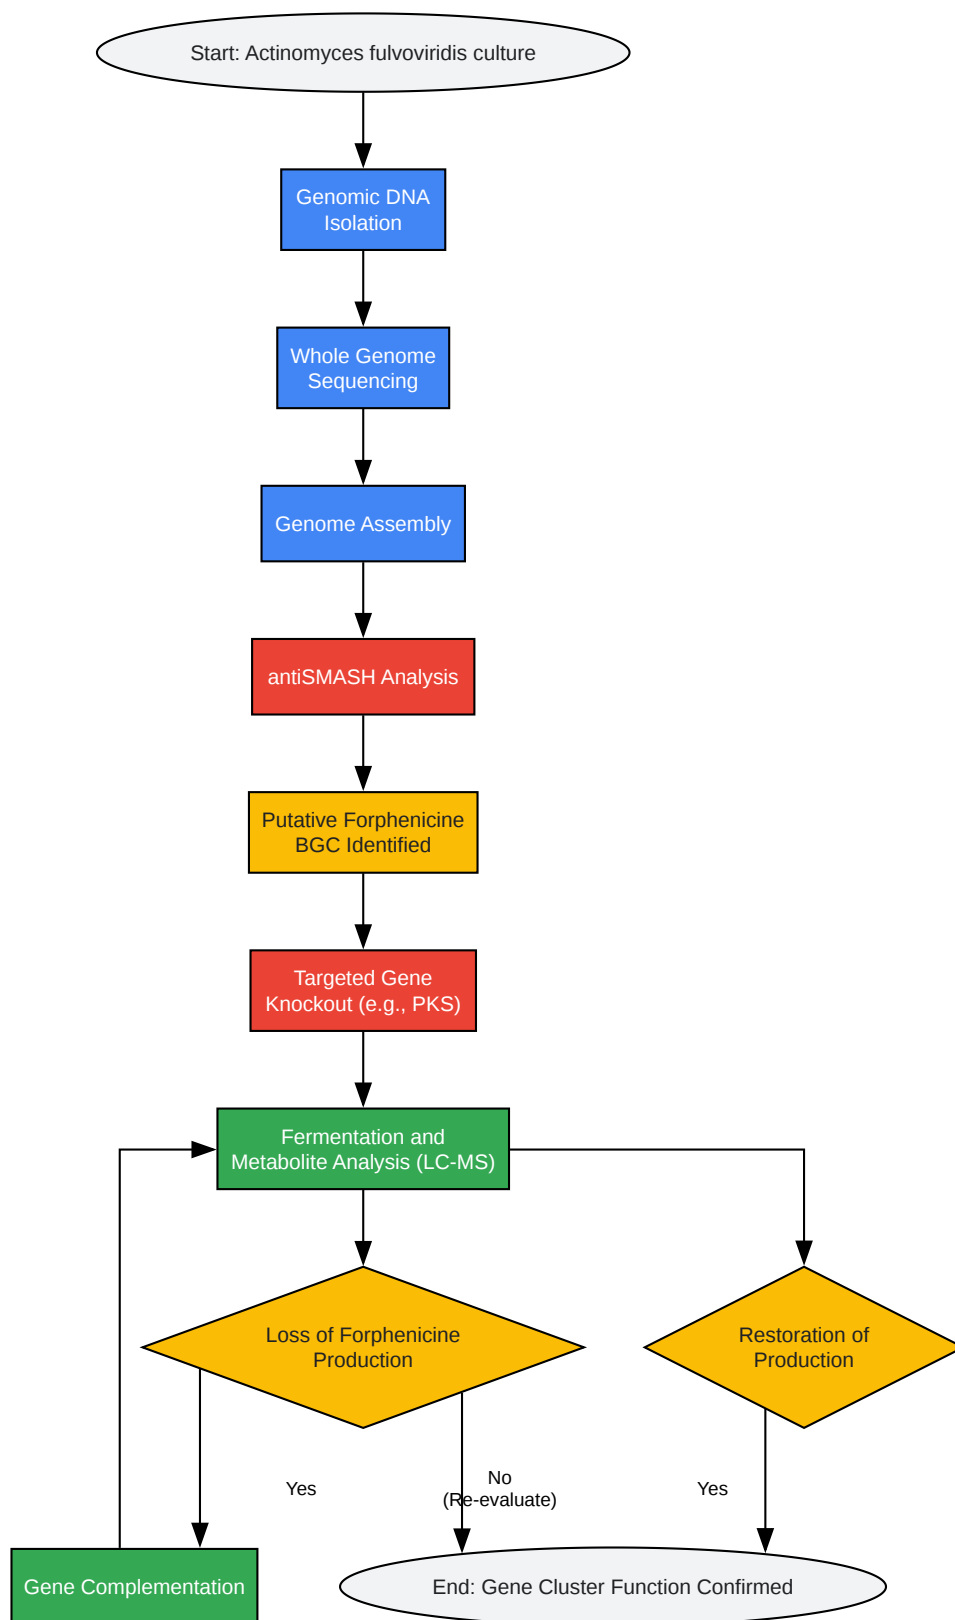 Start: Actinomyces fulvoviridis culture
Genomic DNA
Isolation
Whole Genome
Sequencing
Genome Assembly
antiSMASH Analysis
Putative Forphenicine
BGC Identified
Targeted Gene
Knockout (e.g., PKS)
Fermentation and
Metabolite Analysis (LC-MS)
Loss of Forphenicine
Production
Restoration of
Production
Yes
No
(Re-evaluate)
Yes
Gene Complementation
End: Gene Cluster Function Confirmed